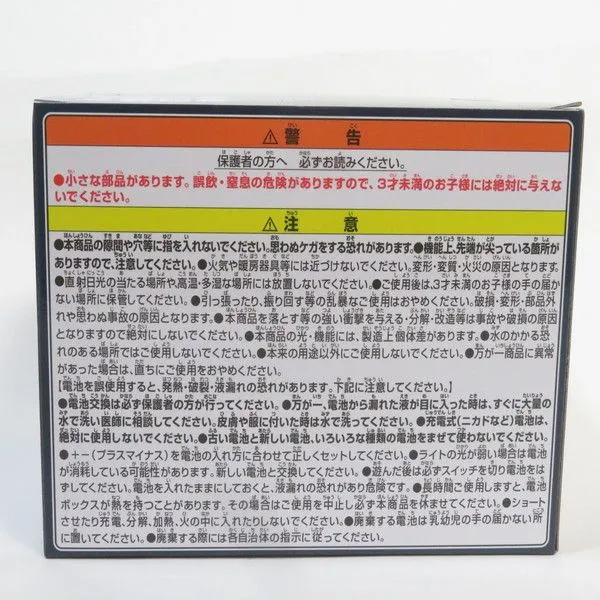 ⚠警告
保護者の方へ 必ずお読みください。
●小さな部品があります。誤飲・窒息の危険がありますので、3才未満のお子様には絶対に与えな
いでください。
⚠注意
●本商品の隙間や穴等に指を入れないでください。思わぬケガをする恐れがあります。●機能上、先端が尖っている箇所が
ありますので、注意してください。●火気や暖房器具等には近づけないでください。変形・変質・火災の原因となります。
●直射日光の当たる場所や高温・多湿な場所には放置しないでください。●ご使用後は、3才未満のお子様の手の届か
ない場所に保管してください。●引っ張ったり、振り回す等の乱暴なご使用はおやめください。破損・変形・部品外
れや思わぬ事故の原因となります。●本商品を落とす等の強い衝撃を与える・分解・改造等は事故や破損の原因
となりますので絶対にしないでください。●本商品の光・機能には、製造上個体差があります。●水のかかる恐
れのある場所ではご使用しないでください。●本来の用途以外にご使用しないでください。●万が一商品に異常
があった場合は、直ちにご使用をおやめください。
【電池を誤使用すると、発熱・破裂・液漏れの恐れがあります。下記に注意してください。】
●電池交換は必ず保護者の方が行ってください。●万が一、電池から漏れた液が目に入った時は、すぐに大量の
水で洗い医師に相談してください。皮膚や服に付いた時は水で洗ってください。●充電式(ニカドなど)電池は、
絶対に使用しないでください。●古い電池と新しい電池、いろいろな種類の電池をまぜて使わないでください。
●+-(プラスマイナス)を電池の入れ方に合わせて正しくセットしてください。●ライトの光が弱い場合は電池
が消耗している可能性があります。新しい電池と交換してください。●遊んだ後は必ずスイッチを切り電池をは
ずしてください。電池を入れたままにしておくと、液漏れの恐れがあり危険です。●長時間ご使用しますと、電池
ボックスが熱を持つことがあります。その場合はご使用を中止し必ず本商品を休ませてください。●ショート
させたり充電、分解、加熱、火の中に入れたりしないでください。●廃棄する電池は乳幼児の手の届かない所
に置いてください。●廃棄する際には各自治体の指示に従ってください。